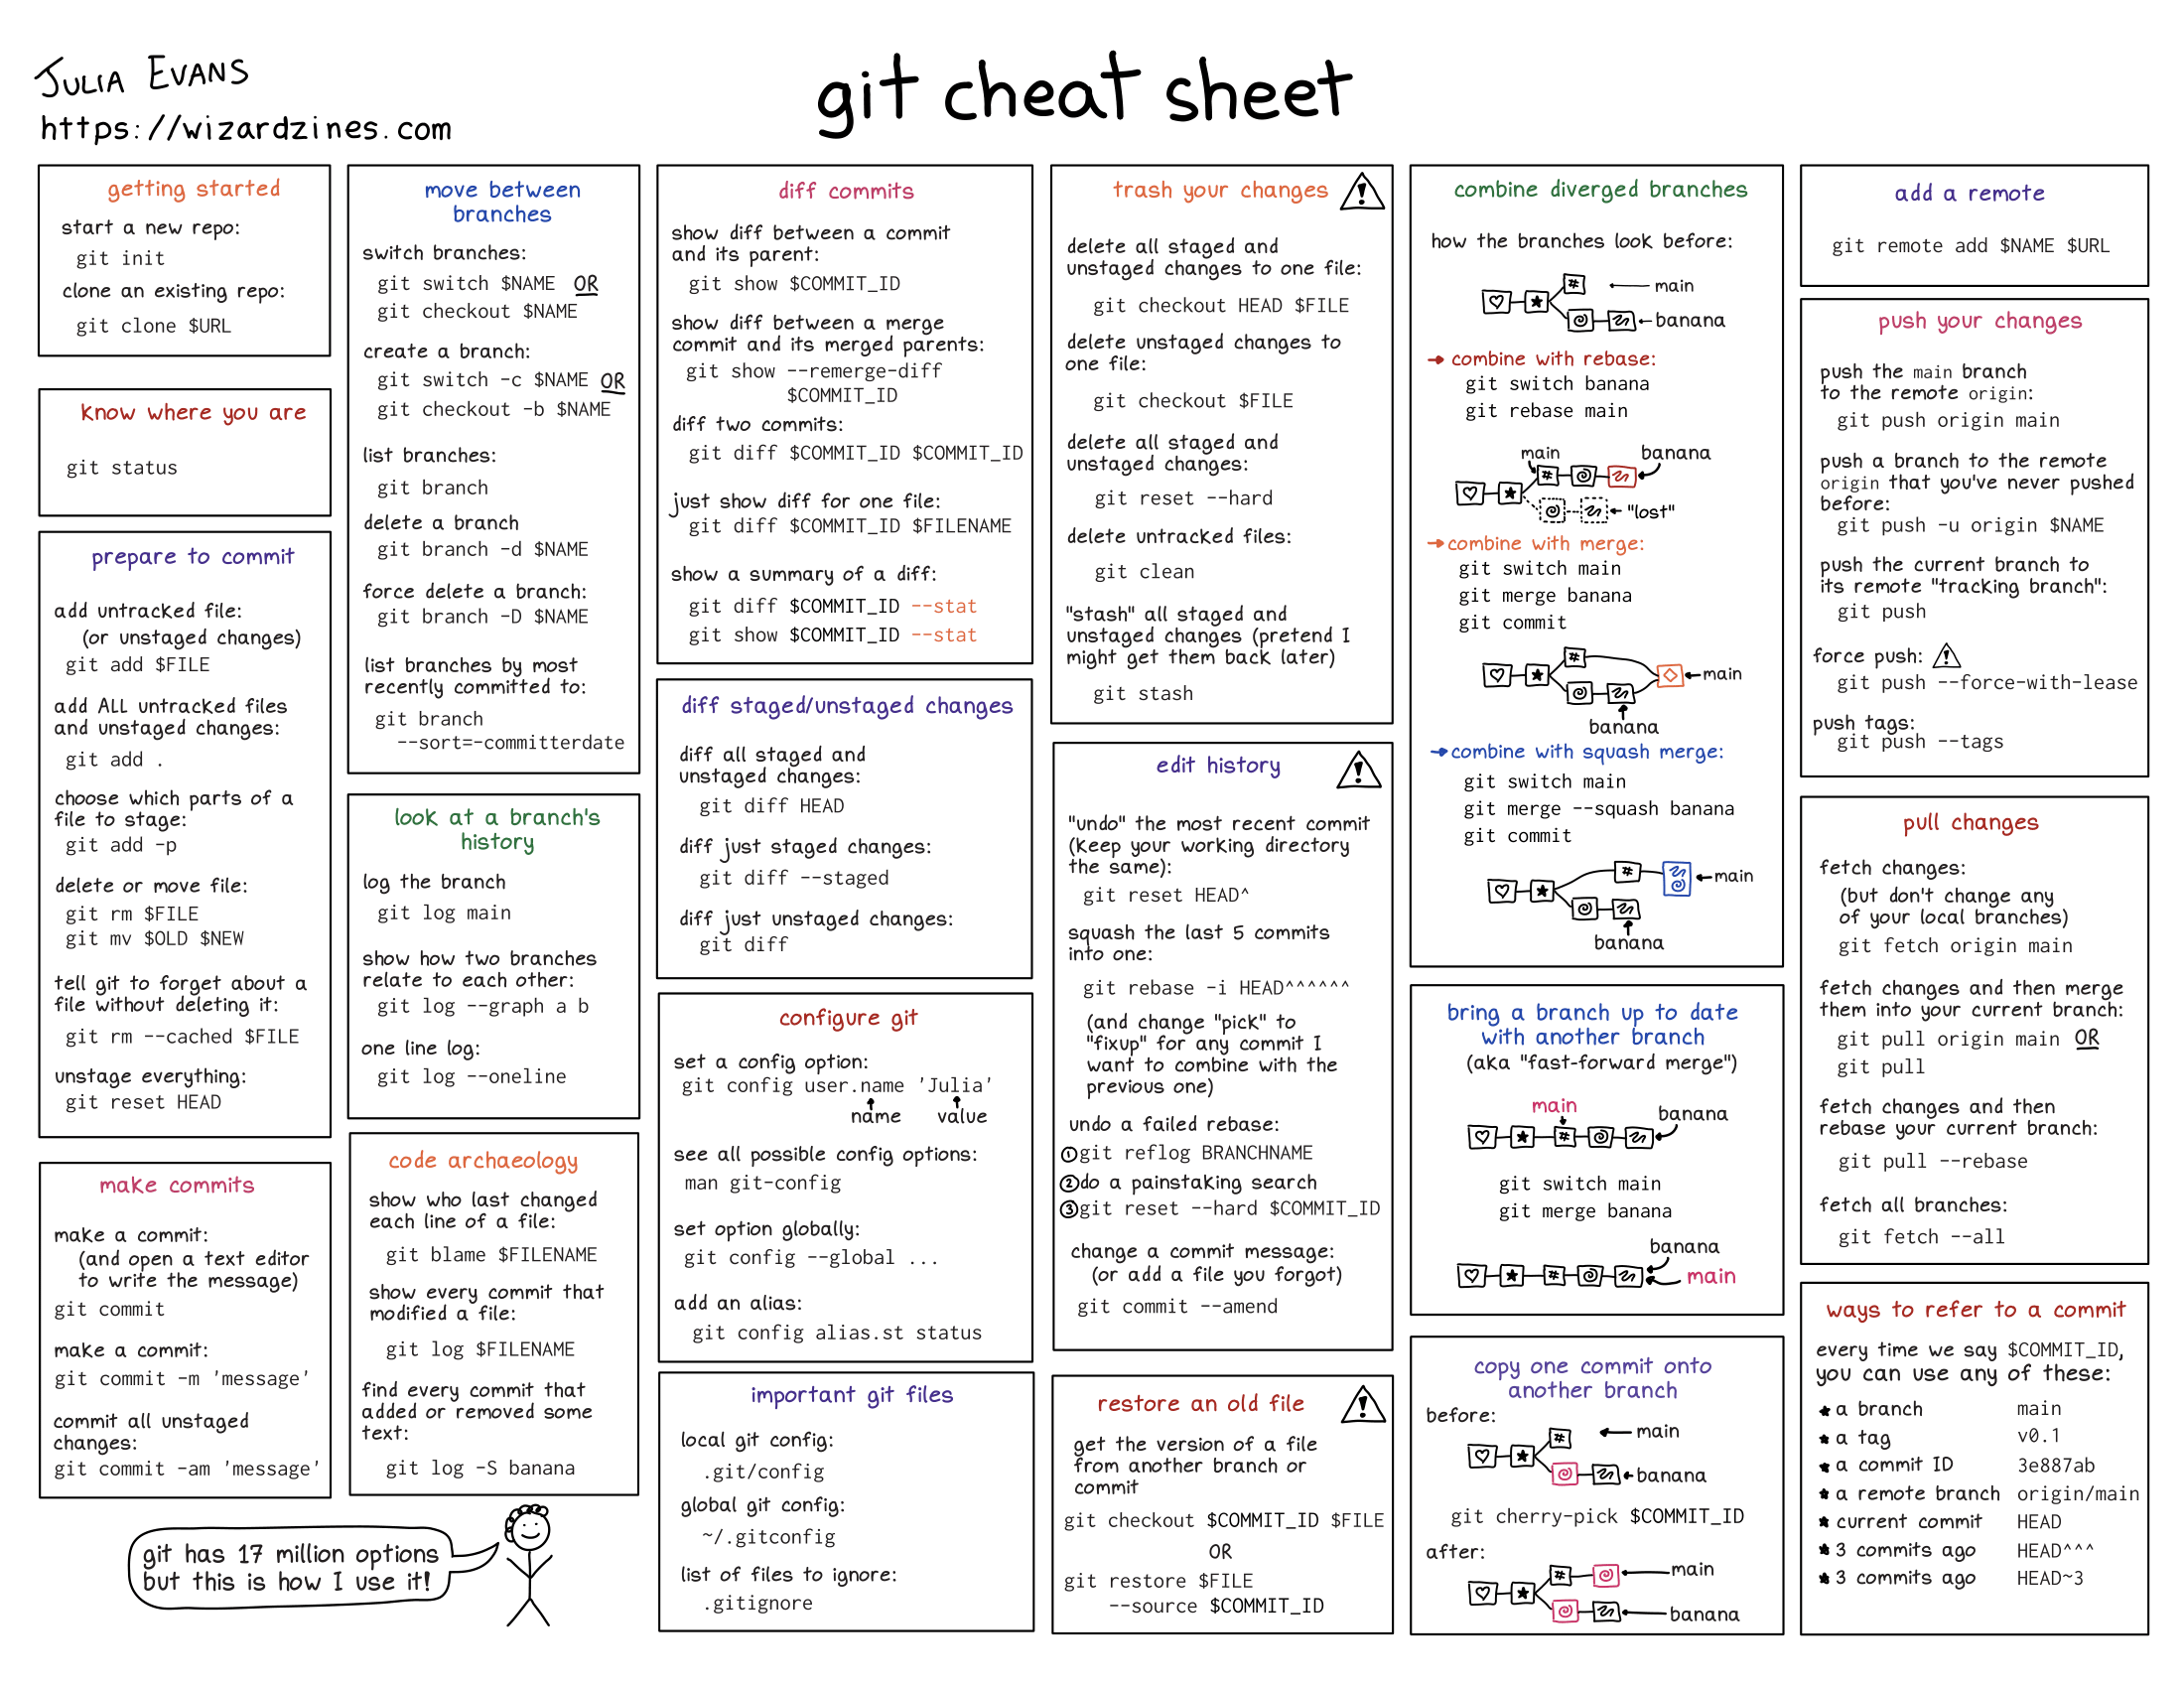 JULIA EVANS
https://wizardzines.com
git cheat sheet
getting started
start a new repo:
git init
clone an existing repo:
git clone $URL
know where you are
git status
prepare to commit
add untracked file:
(or unstaged changes)
git add $FILE
add ALL untracked files
and unstaged changes:
git add .
choose which parts of a
file to stage:
git add -p
delete or move file:
git rm $FILE
git mv $OLD $NEW
tell git to forget about a
file without deleting it:
git rm --cached $FILE
unstage everything:
git reset HEAD
make commits
make a commit:
(and open a text editor
to write the message)
git commit
make a commit:
git commit -m 'message'
commit all unstaged
changes:
git commit -am 'message'
move between
branches
switch branches:
git switch $NAME OR
git checkout $NAME
create a branch:
git switch -c $NAME OR
git checkout -b $NAME
list branches:
git branch
delete a branch
git branch -d $NAME
force delete a branch:
git branch -D $NAME
list branches by most
recently committed to:
git branch
--sort=-committerdate
look at a branch's
history
log the branch
git log main
show how two branches
relate to each other:
git log --graph a b
one line log:
git log --oneline
code archaeology
show who last changed
each line of a file:
git blame $FILENAME
show every commit that
modified a file:
git log $FILENAME
find every commit that
added or removed some
text:
git log -S banana
git has 17 million options
but this is how I use it!
diff commits
show diff between a commit
and its parent:
git show $COMMIT_ID
show diff between a merge
commit and its merged parents:
git show --remerge-diff
$COMMIT_ID
diff two commits:
git diff $COMMIT_ID $COMMIT_ID
just show diff for one file:
git diff $COMMIT_ID $FILENAME
show a summary of a diff:
git diff $COMMIT_ID --stat
git show $COMMIT_ID --stat
diff staged/unstaged changes
diff all staged and
unstaged changes:
git diff HEAD
diff just staged changes:
git diff --staged
diff just unstaged changes:
git diff
configure git
set a config option:
git config user.name 'Julia'
name value
see all possible config options:
man git-config
set option globally:
git config --global ...
add an alias:
git config alias.st status
important git files
local git config:
.git/config
global git config:
~/.gitconfig
list of files to ignore:
.gitignore
trash your changes
!
delete all staged and
unstaged changes to one file:
git checkout HEAD $FILE
delete unstaged changes to
one file:
git checkout $FILE
delete all staged and
unstaged changes:
git reset --hard
delete untracked files:
git clean
"stash" all staged and
unstaged changes (pretend I
might get them back later)
git stash
edit history
!
"undo" the most recent commit
(keep your working directory
the same):
git reset HEAD^
squash the last 5 commits
into one:
git rebase -i HEAD^^^^^^
(and change "pick" to
"fixup" for any commit I
want to combine with the
previous one)
undo a failed rebase:
① git reflog BRANCHNAME
② do a painstaking search
③ git reset --hard $COMMIT_ID
change a commit message:
(or add a file you forgot)
git commit --amend
restore an old file
!
get the version of a file
from another branch or
commit
git checkout $COMMIT_ID $FILE
OR
git restore $FILE
--source $COMMIT_ID
combine diverged branches
how the branches look before:
# main
banana
combine with rebase:
git switch banana
git rebase main
main banana
#
"lost"
combine with merge:
git switch main
git merge banana
git commit
#
main
banana
combine with squash merge:
git switch main
git merge --squash banana
git commit
#
main
banana
bring a branch up to date
with another branch
(aka "fast-forward merge")
main
banana
#
git switch main
git merge banana
banana
#
main
copy one commit onto
another branch
before:
# main
banana
git cherry-pick $COMMIT_ID
after:
# main
banana
add a remote
git remote add $NAME $URL
push your changes
push the main branch
to the remote origin:
git push origin main
push a branch to the remote
origin that you've never pushed
before:
git push -u origin $NAME
push the current branch to
its remote "tracking branch":
git push
force push: !
git push --force-with-lease
push tags:
git push --tags
pull changes
fetch changes:
(but don't change any
of your local branches)
git fetch origin main
fetch changes and then merge
them into your current branch:
git pull origin main OR
git pull
fetch changes and then
rebase your current branch:
git pull --rebase
fetch all branches:
git fetch --all
ways to refer to a commit
every time we say $COMMIT_ID,
you can use any of these:
★ a branch main
★ a tag v0.1
★ a commit ID 3e887ab
★ a remote branch origin/main
★ current commit HEAD
★ 3 commits ago HEAD^^^
★ 3 commits ago HEAD~3